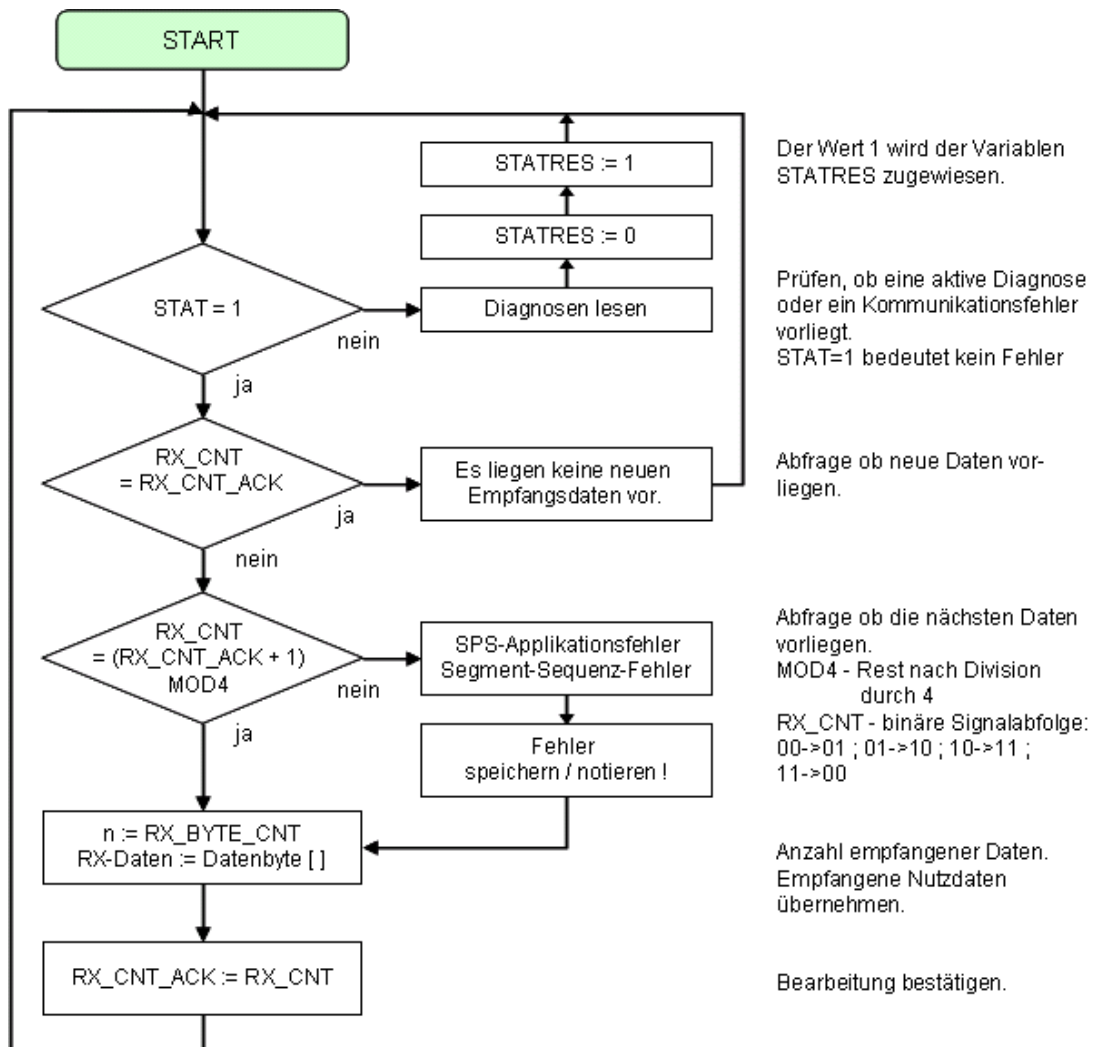 START
STATRES := 1
Der Wert 1 wird der Variablen
STATRES zugewiesen.
STATRES := 0
STAT = 1
nein
ja
Diagnosen lesen
Prüfen, ob eine aktive Diagnose
oder ein Kommunikationsfehler
vorliegt.
STAT=1 bedeutet kein Fehler
RX_CNT
= RX_CNT_ACK
ja
nein
Es liegen keine neuen
Empfangsdaten vor.
Abfrage ob neue Daten vor-
liegen.
RX_CNT
= (RX_CNT_ACK + 1)
MOD4
nein
ja
SPS-Applikationsfehler
Segment-Sequenz-Fehler
Fehler
speichern / notieren !
Abfrage ob die nächsten Daten
vorliegen.
MOD4 - Rest nach Division
durch 4
RX_CNT - binäre Signalabfolge:
00->01 ; 01->10 ; 10->11 ;
11->00
n := RX_BYTE_CNT
RX-Daten := Datenbyte [ ]
Anzahl empfangener Daten.
Empfangene Nutzdaten
übernehmen.
RX_CNT_ACK := RX_CNT
Bearbeitung bestätigen.